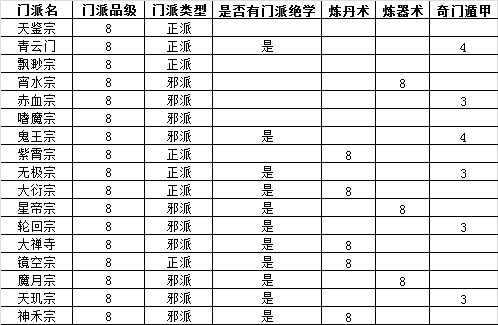 门派名 门派品级 门派类型 是否有门派绝学 炼丹术 炼器术 奇门遁甲
天鉴宗 8 正派
青云门 8 正派 是 4
飘渺宗 8 正派
宵水宗 8 邪派 8
赤血宗 8 邪派 3
嗜魔宗 8 邪派
鬼王宗 8 邪派 是 4
紫霄宗 8 正派 8
无极宗 8 正派 是 3
大衍宗 8 正派 是 8
星帝宗 8 邪派 是 8
轮回宗 8 邪派 是 3
大禅寺 8 邪派 是 8
镜空宗 8 正派 是 8
魔月宗 8 邪派 是 8
天玑宗 8 邪派 是 3
神禾宗 8 邪派 是 8